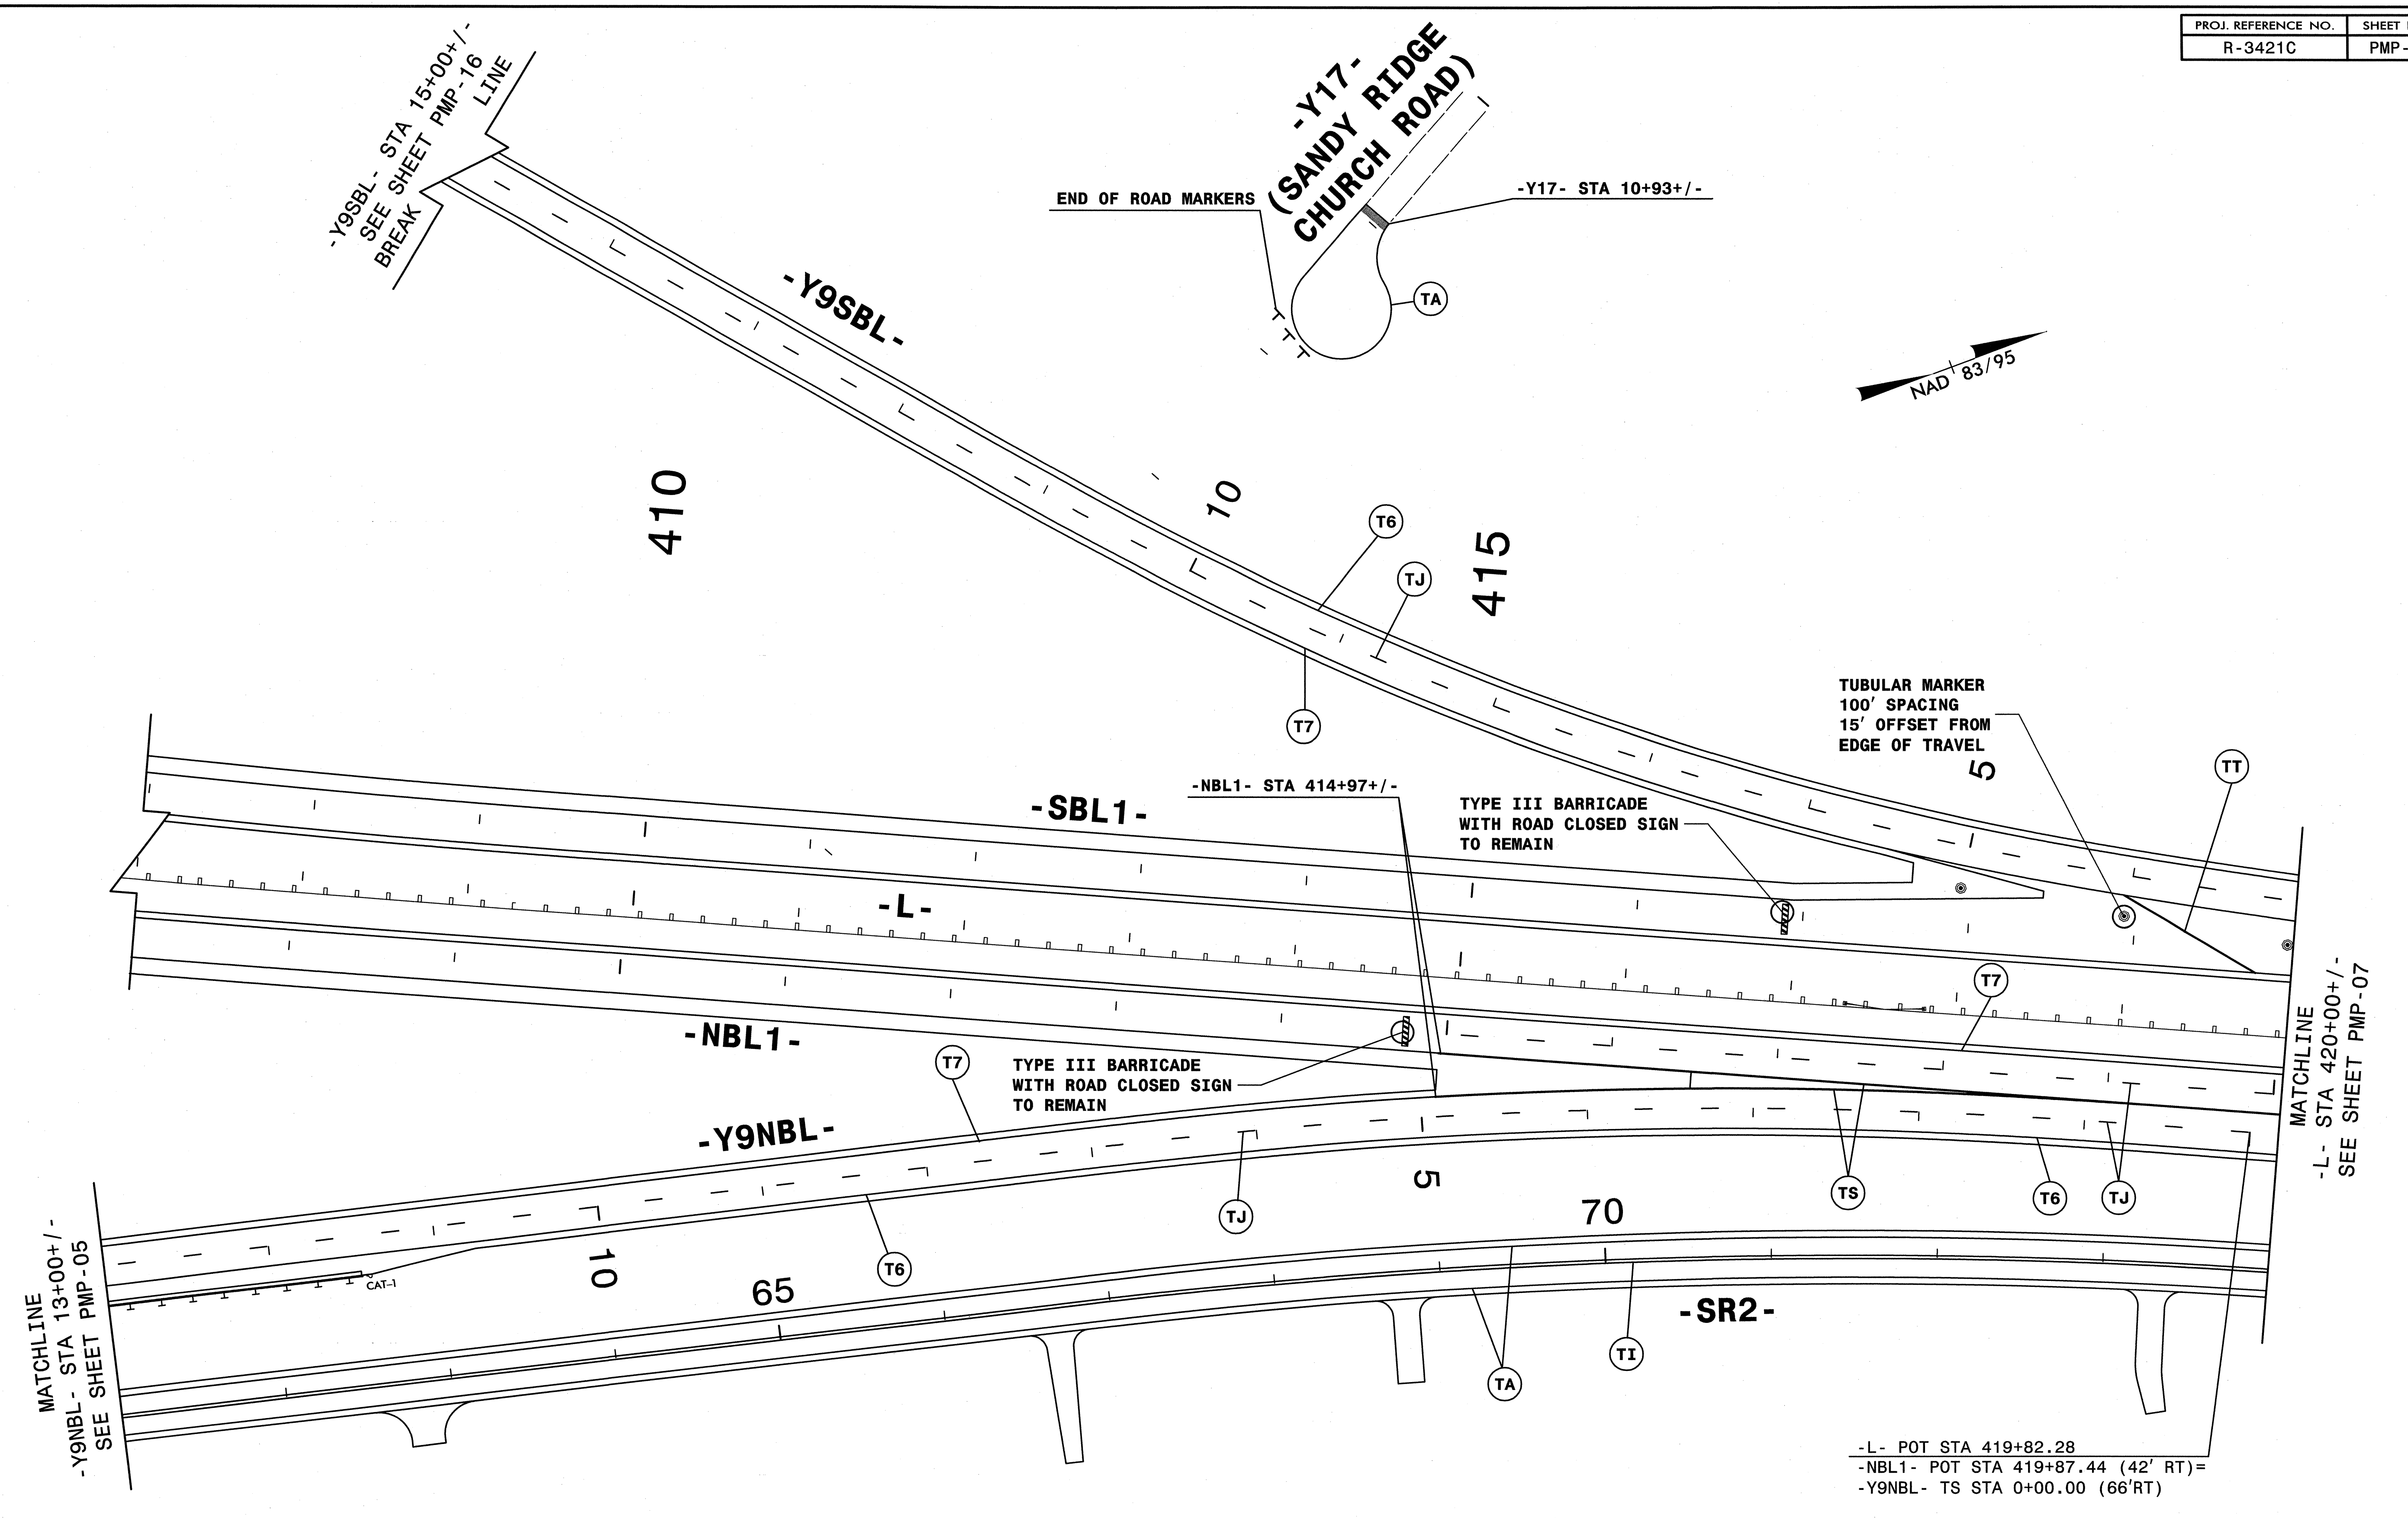 PROJ. REFERENCE NO.
SHEET
R-3421C
PMP-
-Y9SBL- STA 15+00+/-
SEE SHEET PMP-16
BREAK LINE
-Y17-
(SANDY RIDGE
CHURCH ROAD)
END OF ROAD MARKERS
-Y17- STA 10+93+/-
TA
NAD 83/95
-Y9SBL-
410
10
415
T6
TJ
T7
TUBULAR MARKER
100' SPACING
15' OFFSET FROM
EDGE OF TRAVEL
5
TT
-NBL1- STA 414+97+/-
-SBL1-
TYPE III BARRICADE
WITH ROAD CLOSED SIGN
TO REMAIN
-L-
T7
-NBL1-
T7
TYPE III BARRICADE
WITH ROAD CLOSED SIGN
TO REMAIN
MATCHLINE
-L- STA 420+00+/-
SEE SHEET PMP-07
-Y9NBL-
5
TJ
TS
T6
TJ
70
10
T6
65
CAT-1
-SR2-
TI
TA
MATCHLINE
-Y9NBL- STA 13+00+/-
SEE SHEET PMP-05
-L- POT STA 419+82.28
-NBL1- POT STA 419+87.44 (42' RT)=
-Y9NBL- TS STA 0+00.00 (66'RT)